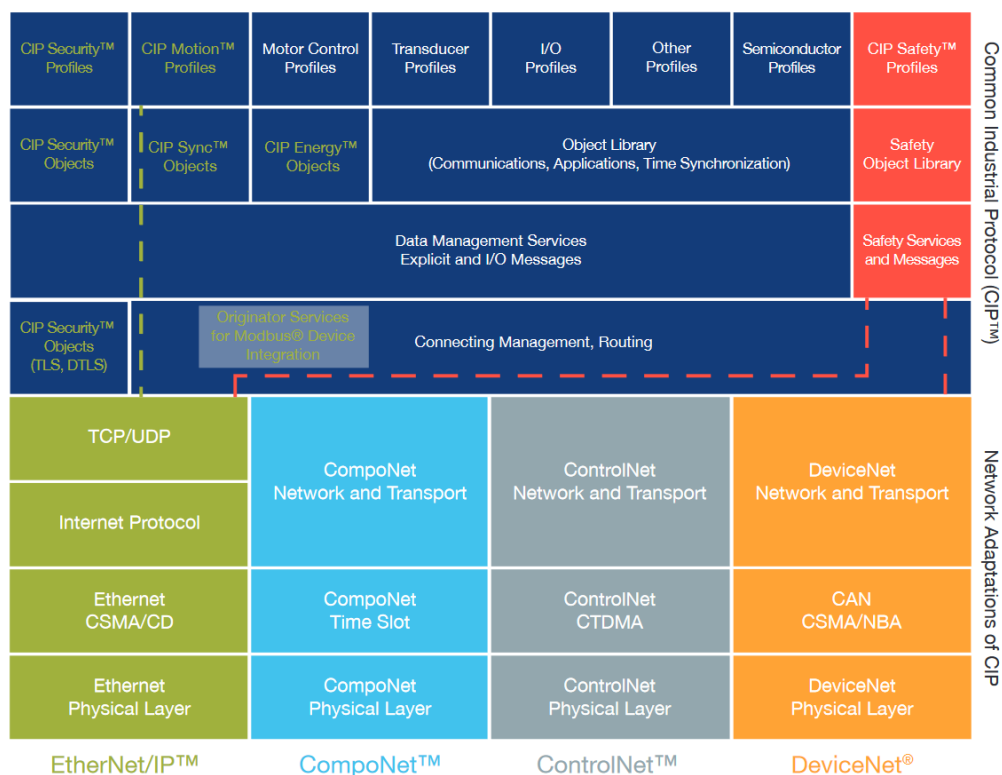 CIP Security™
Profiles
CIP Motion™
Profiles
Motor Control
Profiles
Transducer
Profiles
I/O
Profiles
Other
Profiles
Semiconductor
Profiles
CIP Safety™
Profiles
CIP Security™
Objects
CIP Sync™
Objects
CIP Energy™
Objects
Object Library
(Communications, Applications, Time Synchronization)
Safety
Object Library
Data Management Services
Explicit and I/O Messages
Safety Services
and Messages
CIP Security™
Objects
(TLS, DTLS)
Originator Services
for Modbus® Device
Integration
Connecting Management, Routing
Common Industrial Protocol (CIP™)
TCP/UDP
Internet Protocol
CompoNet
Network and Transport
ControlNet
Network and Transport
DeviceNet
Network and Transport
Ethernet
CSMA/CD
CompoNet
Time Slot
ControlNet
CTDMA
CAN
CSMA/NBA
Ethernet
Physical Layer
CompoNet
Physical Layer
ControlNet
Physical Layer
DeviceNet
Physical Layer
Network Adaptations of CIP
EtherNet/IP™
CompoNet™
ControlNet™
DeviceNet®